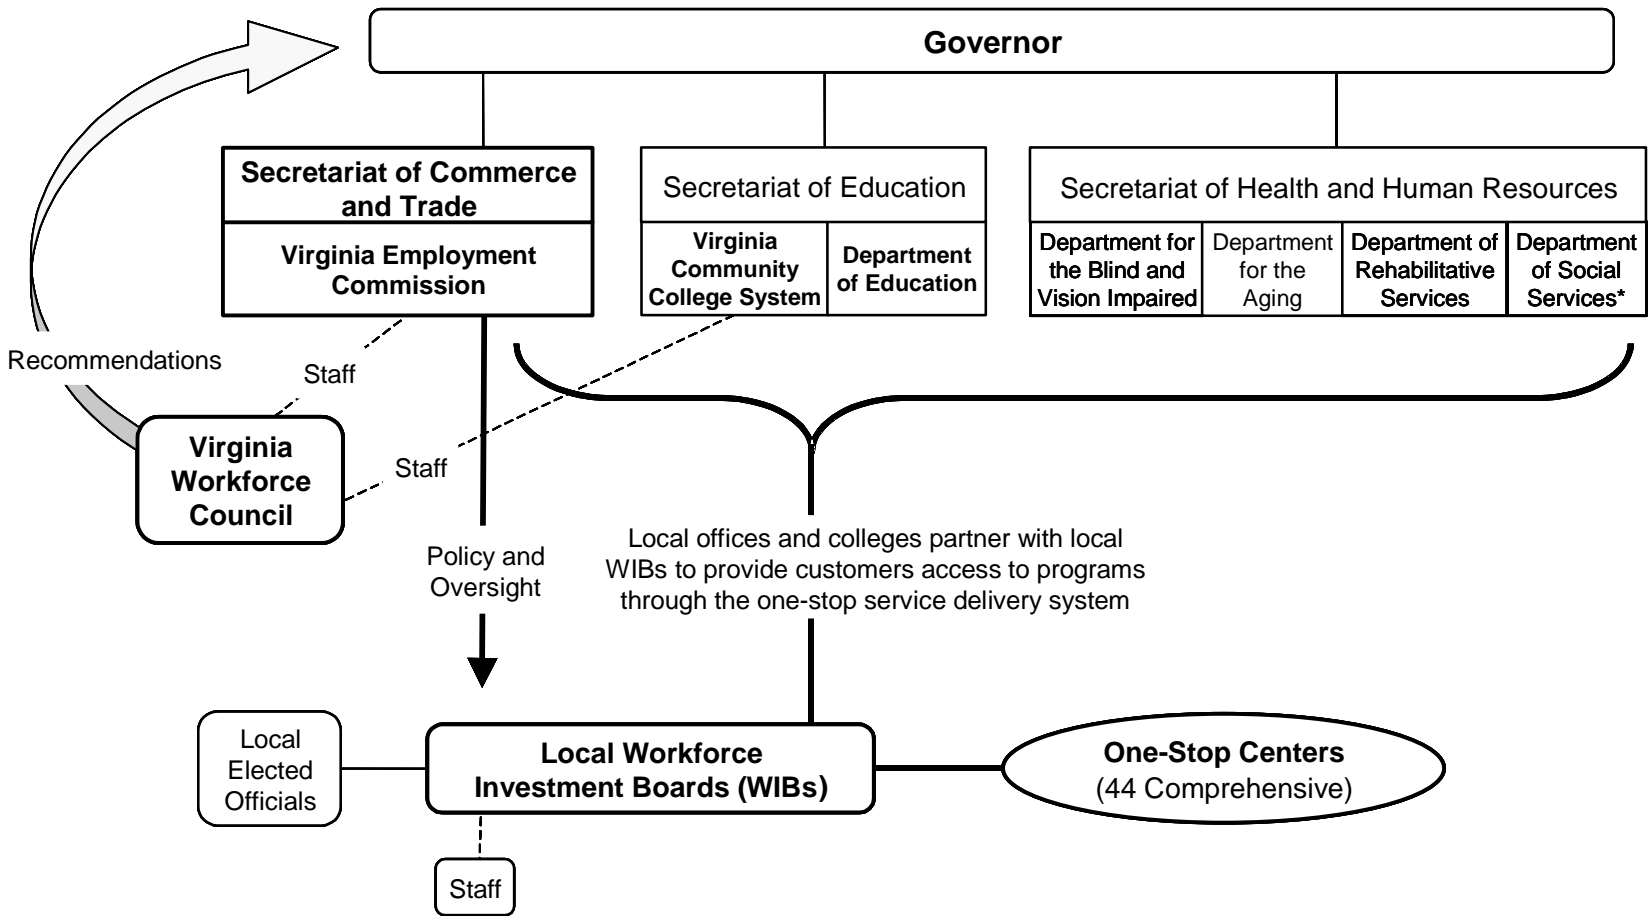 Governor
Secretariat of Commerce
and Trade
Virginia Employment
Commission
Secretariat of Education
Virginia
Community
College System
Department
of Education
Secretariat of Health and Human Resources
Department for
the Blind and
Vision Impaired
Department
for the
Aging
Department of
Rehabilitative
Services
Department
of Social
Services*
Recommendations
Staff
Virginia
Workforce
Council
Staff
Policy and
Oversight
Local offices and colleges partner with local
WIBs to provide customers access to programs
through the one-stop service delivery system
Local
Elected
Officials
Local Workforce
Investment Boards (WIBs)
One-Stop Centers
(44 Comprehensive)
Staff